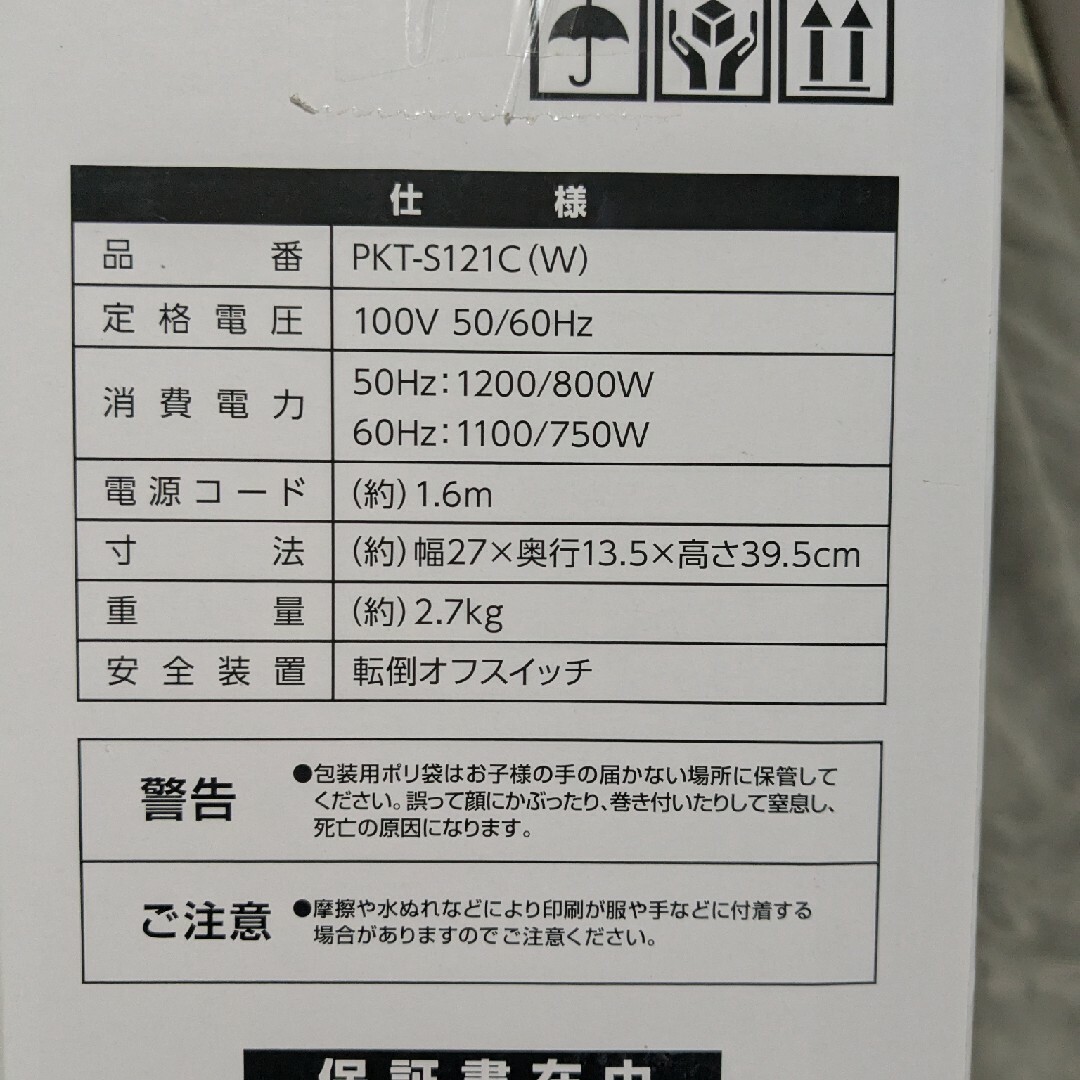 仕様
品番 PKT-S121C(W)
定格電圧 100V 50/60Hz
消費電力 50Hz:1200/800W
60Hz:1100/750W
電源コード (約)1.6m
寸法 (約)幅27×奥行13.5×高さ39.5cm
重量 (約)2.7kg
安全装置 転倒オフスイッチ
警告
●包装用ポリ袋はお子様の手の届かない場所に保管して
ください。誤って顔にかぶったり、巻き付いたりして窒息し、
死亡の原因になります。
ご注意
●摩擦や水ぬれなどにより印刷が服や手などに付着する
場合がありますのでご注意ください。
保証書在中